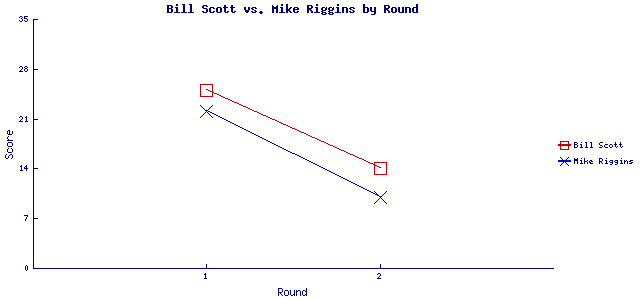 Bill Scott vs. Mike Riggins by Round
35
28
21
14
7
0
Score
1
2
Round
Bill Scott
Mike Riggins